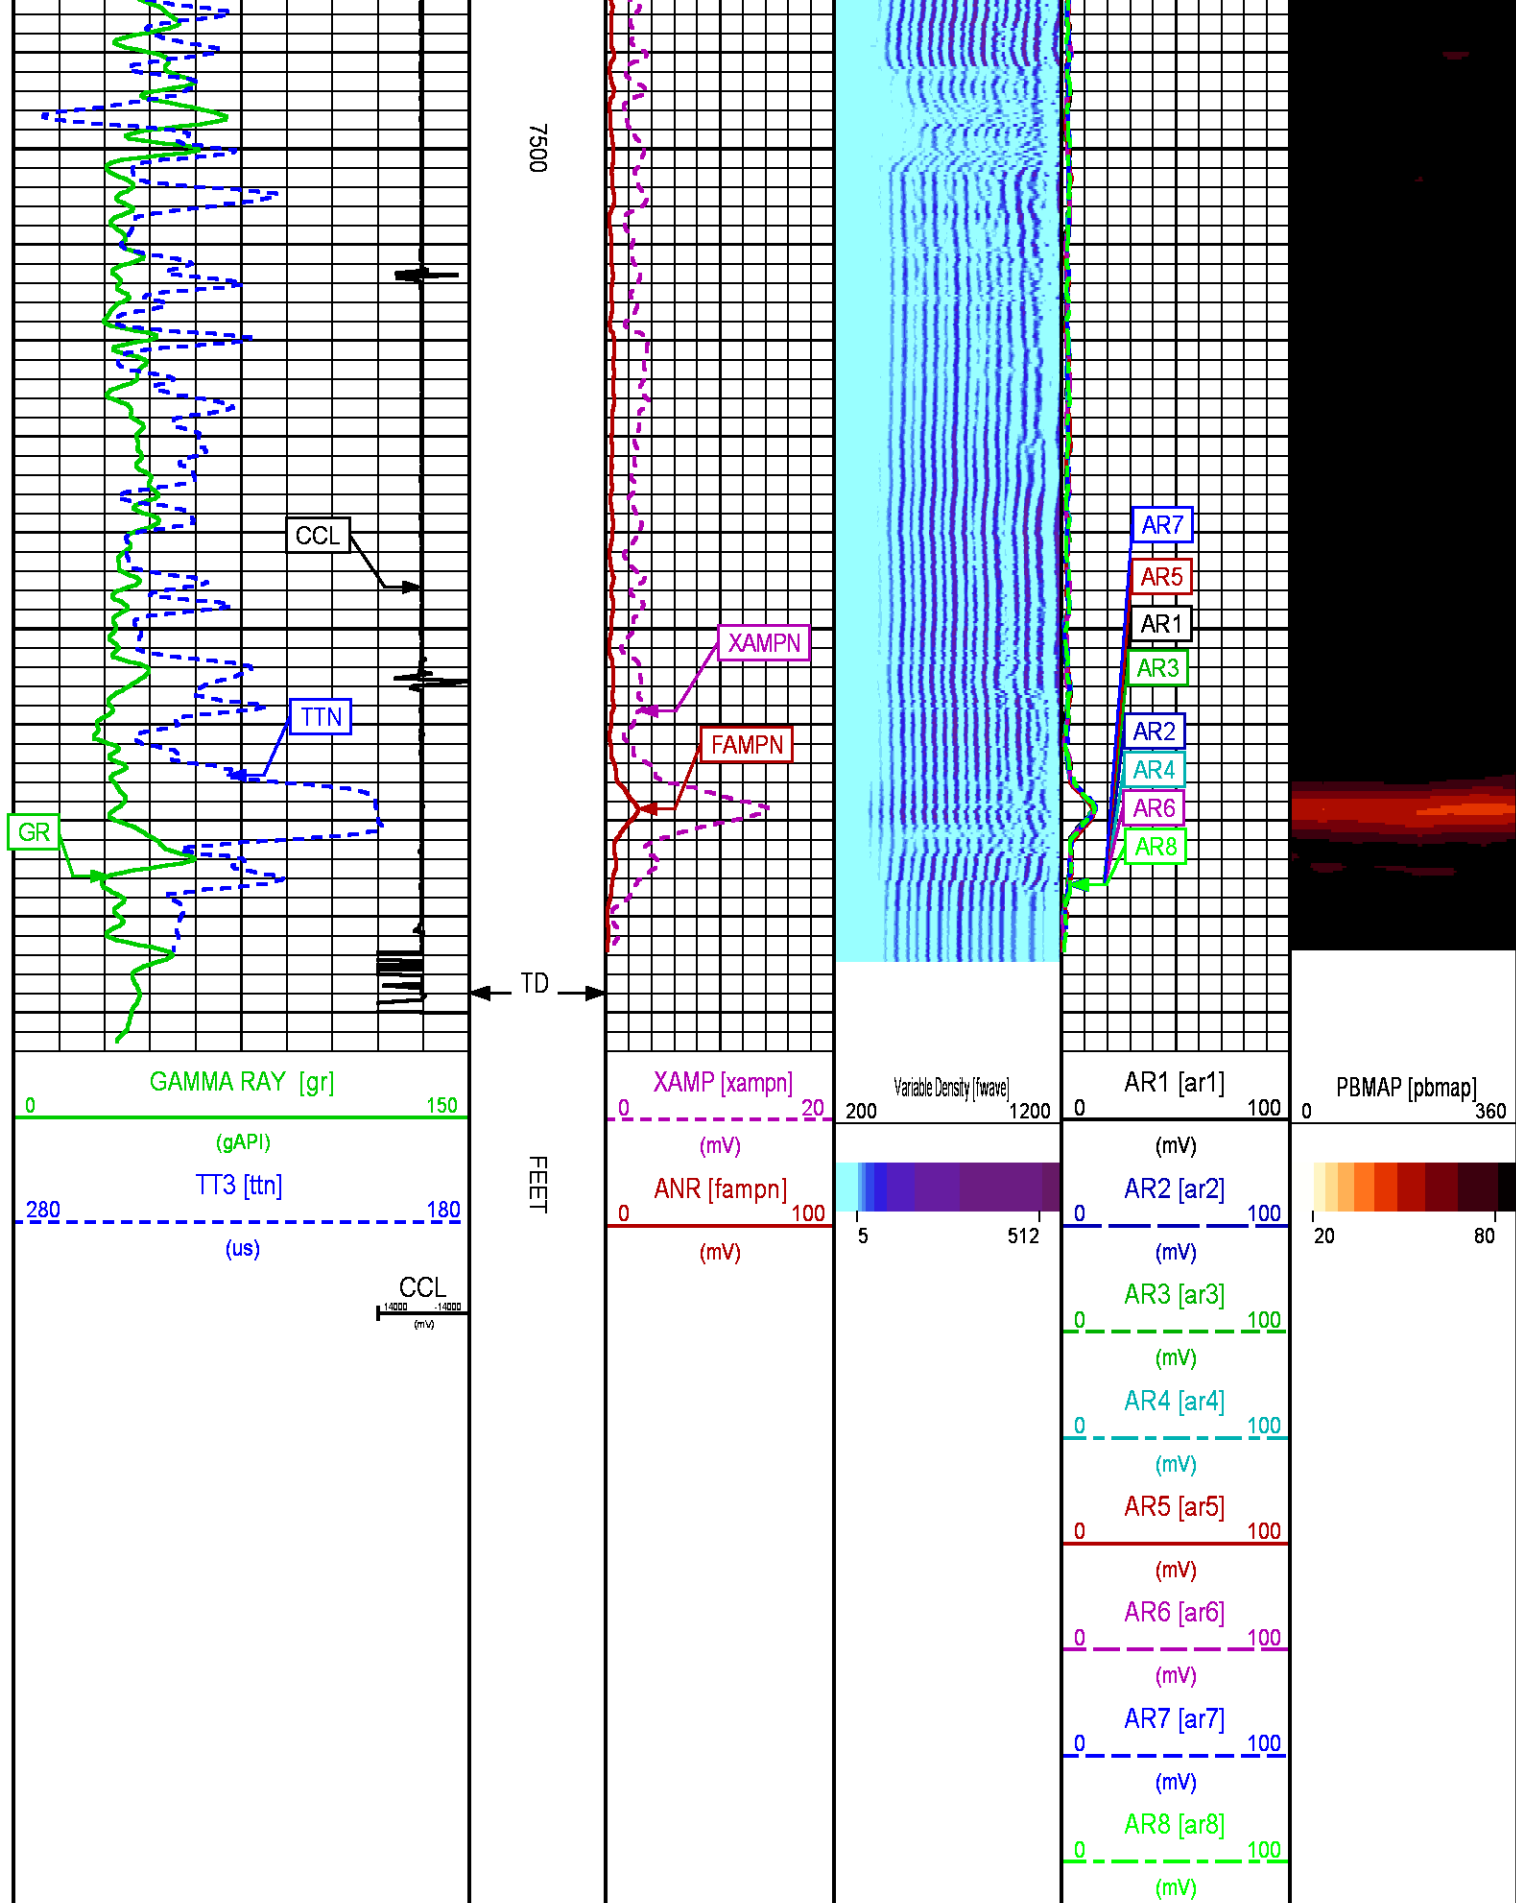 7500
CCL
AR7
AR5
AR1
AR3
XAMPN
TTN
FAMPN
AR2
AR4
AR6
GR
AR8
TD
GAMMA RAY [gr]
0 150
(gAPI)
TT3 [ttn]
280 180
(us)
CCL
14000 -14000
(mV)
FEET
XAMP [xampn]
0 20
(mV)
ANR [fampn]
0 100
(mV)
Variable Density [fwave]
200 1200
5 512
AR1 [ar1]
0 100
(mV)
AR2 [ar2]
0 100
(mV)
AR3 [ar3]
0 100
(mV)
AR4 [ar4]
0 100
(mV)
AR5 [ar5]
0 100
(mV)
AR6 [ar6]
0 100
(mV)
AR7 [ar7]
0 100
(mV)
AR8 [ar8]
0 100
(mV)
PBMAP [pbmap]
0 360
20 80